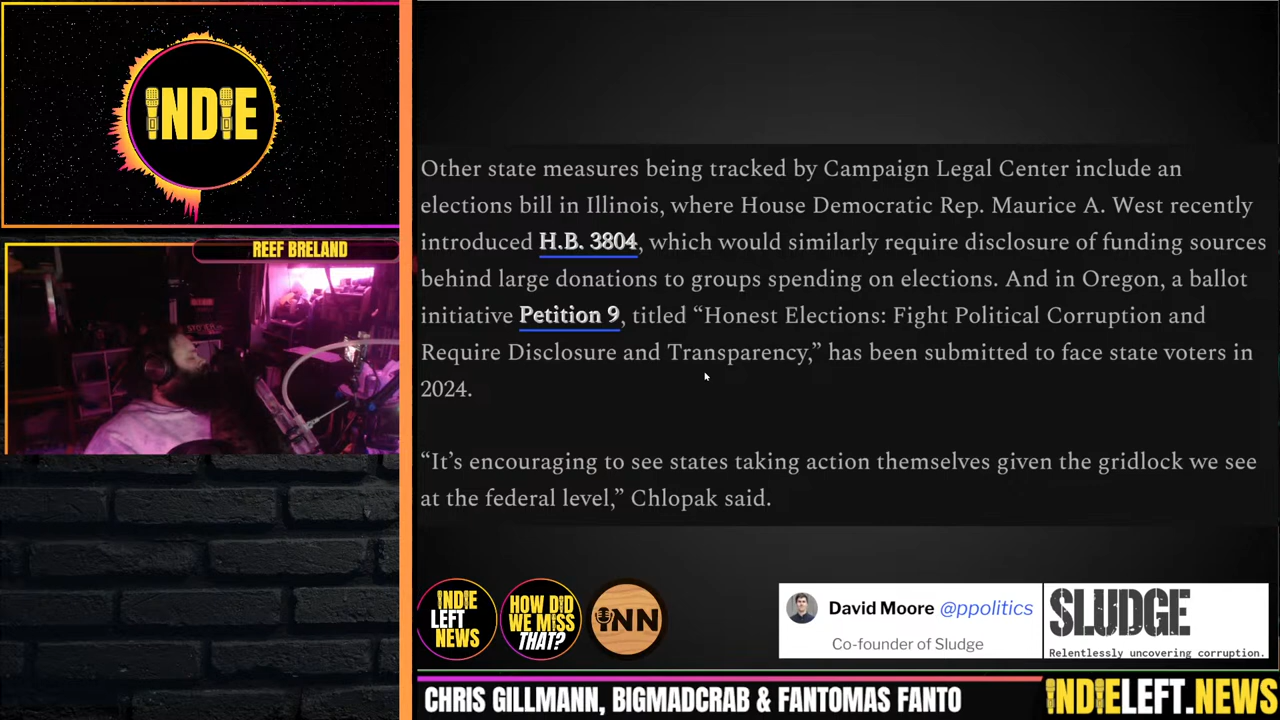 INDIE
REEF BRELAND
Other state measures being tracked by Campaign Legal Center include an
elections bill in Illinois, where House Democratic Rep. Maurice A. West recently
introduced H.B. 3804, which would similarly require disclosure of funding sources
behind large donations to groups spending on elections. And in Oregon, a ballot
initiative Petition 9, titled “Honest Elections: Fight Political Corruption and
Require Disclosure and Transparency,” has been submitted to face state voters in
2024.
“It’s encouraging to see states taking action themselves given the gridlock we see
at the federal level,” Chlopak said.
INDIE
LEFT
NEWS
HOW DID
WE MISS
THAT?
INN
David Moore @ppolitics
Co-founder of Sludge
SLUDGE
Relentlessly uncovering corruption.
CHRIS GILLMANN, BIGMADCRAB & FANTOMAS FANTO
INDIELEFT.NEWS